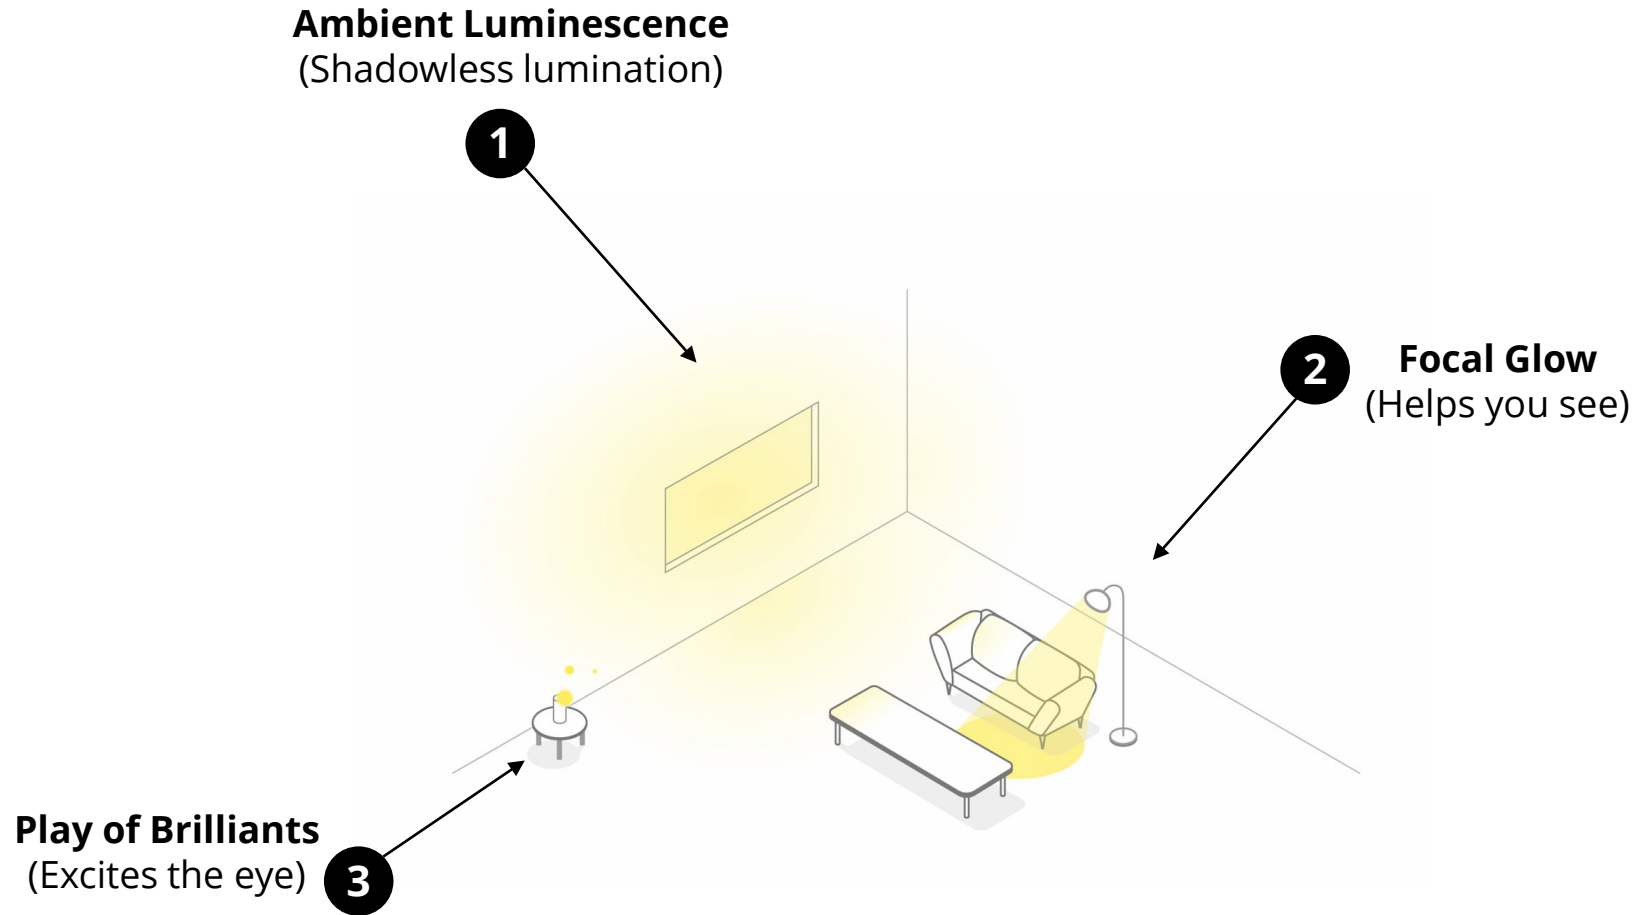 Ambient Luminescence
(Shadowless lumination)
1
2
Focal Glow
(Helps you see)
Play of Brilliants
(Excites the eye)
3